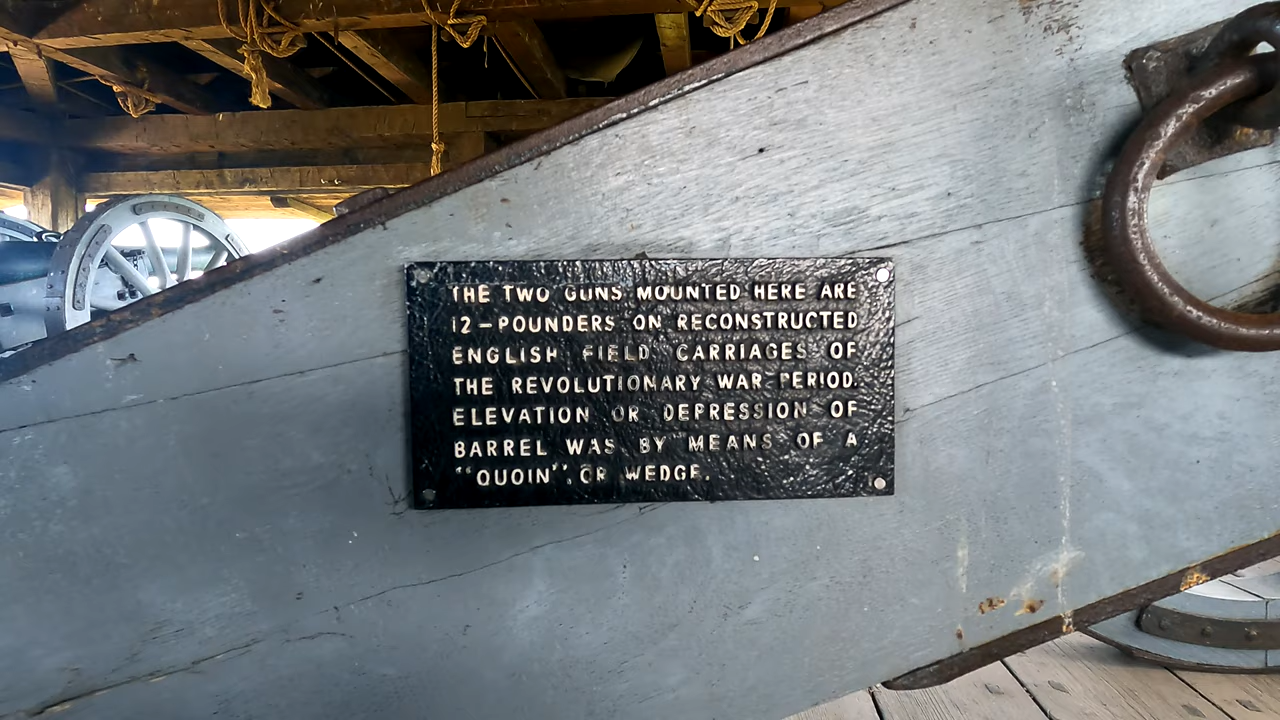 THE TWO GUNS MOUNTED HERE ARE
12-POUNDERS ON RECONSTRUCTED
ENGLISH FIELD CARRIAGES OF
THE REVOLUTIONARY WAR PERIOD.
ELEVATION OR DEPRESSION OF
BARREL WAS BY MEANS OF A
"QUOIN", OR WEDGE.